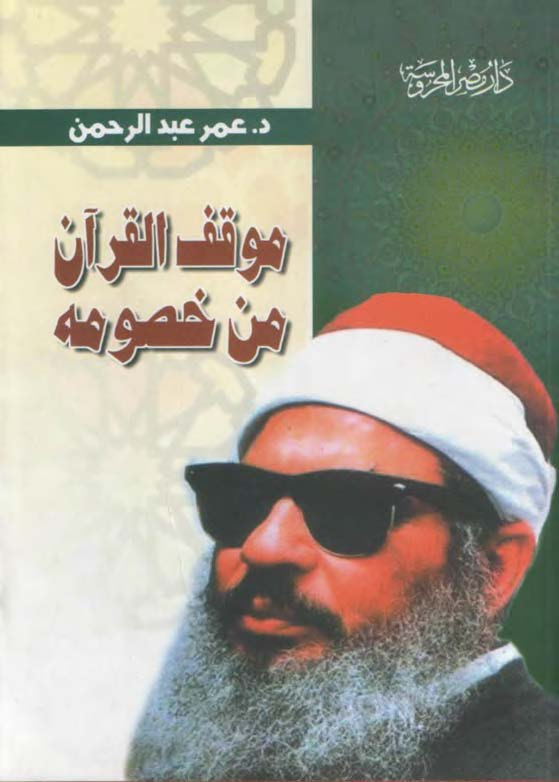 دار مصر المحروسة
د. عمر عبد الرحمن
موقف القرآن
من خصومه